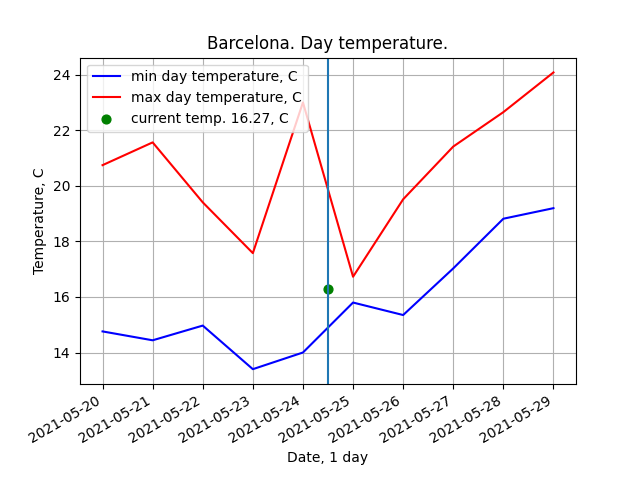 Barcelona. Day temperature.
min day temperature, C
max day temperature, C
current temp. 16.27, C
Temperature, C
24
22
20
18
16
14
2021-05-20
2021-05-21
2021-05-22
2021-05-23
2021-05-24
2021-05-25
2021-05-26
2021-05-27
2021-05-28
2021-05-29
Date, 1 day